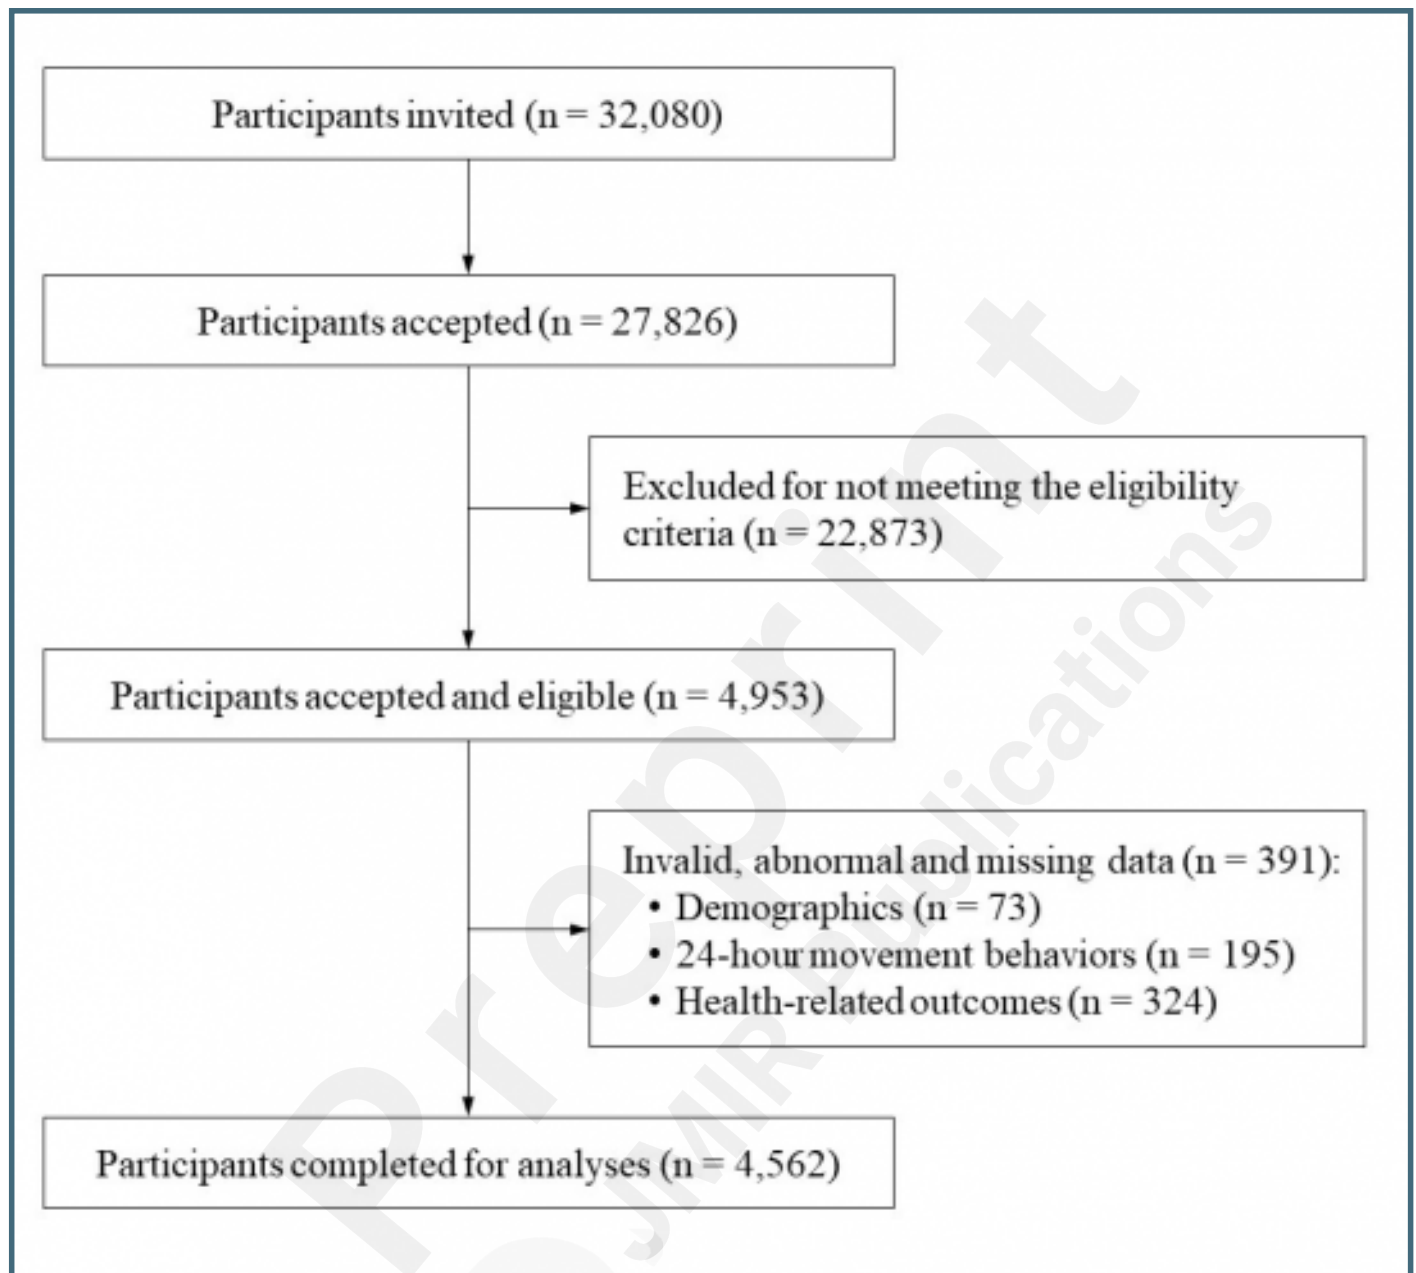 Participants invited (n = 32,080)
Participants accepted (n = 27,826)
Excluded for not meeting the eligibility
criteria (n = 22,873)
Participants accepted and eligible (n = 4,953)
Invalid, abnormal and missing data (n = 391):
• Demographics (n = 73)
• 24-hour movement behaviors (n = 195)
• Health-related outcomes (n = 324)
Participants completed for analyses (n = 4,562)
Preprint
JMIR Publications